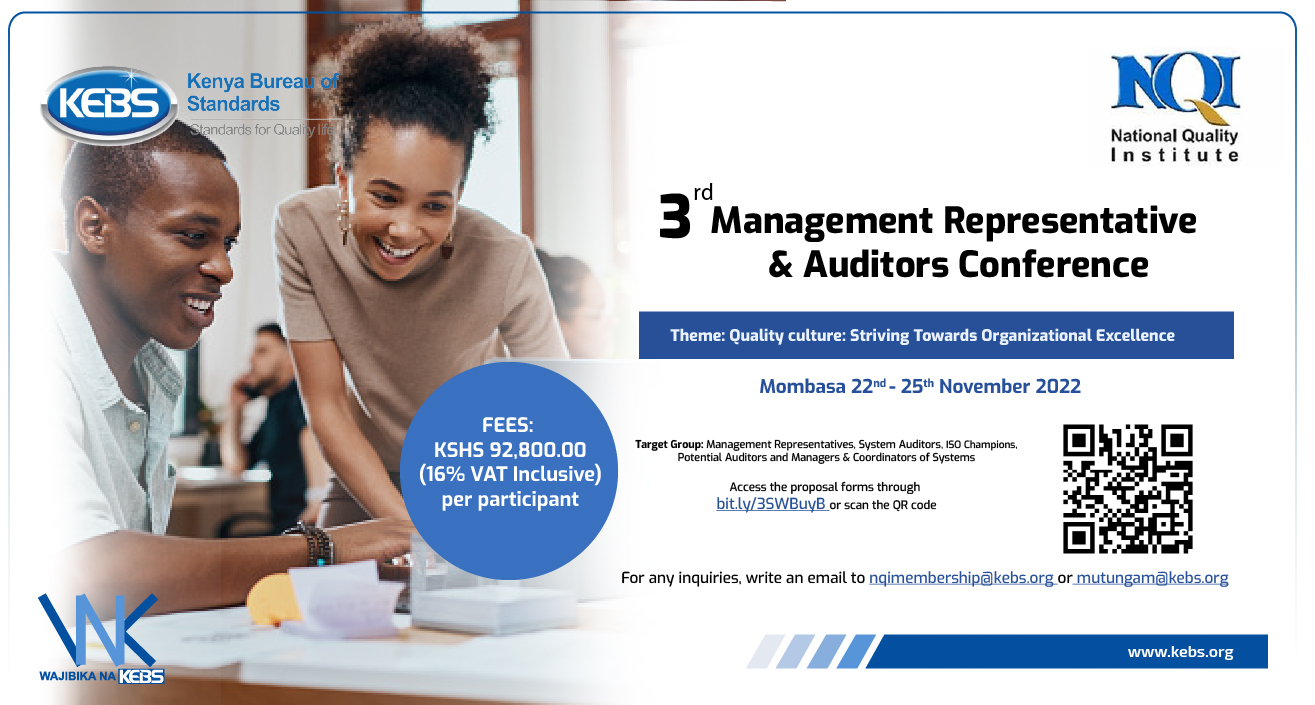 KEBS
Kenya Bureau of
Standards
Standards for Quality life
NQI
National Quality
Institute
3rd Management Representative
& Auditors Conference
Theme: Quality culture: Striving Towards Organizational Excellence
Mombasa 22nd - 25th November 2022
FEES:
KSHS 92,800.00
(16% VAT Inclusive)
per participant
Target Group: Management Representatives, System Auditors, ISO Champions,
Potential Auditors and Managers & Coordinators of Systems
Access the proposal forms through
bit.ly/3SWBuyB or scan the QR code
For any inquiries, write an email to nqimembership@kebs.org or mutungam@kebs.org
WNK
WAJIBIKA NA KEBS
www.kebs.org